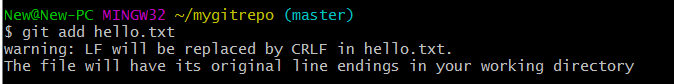 New@New-PC MINGW32 ~/mygitrepo (master)
$ git add hello.txt
warning: LF will be replaced by CRLF in hello.txt.
The file will have its original line endings in your working directory